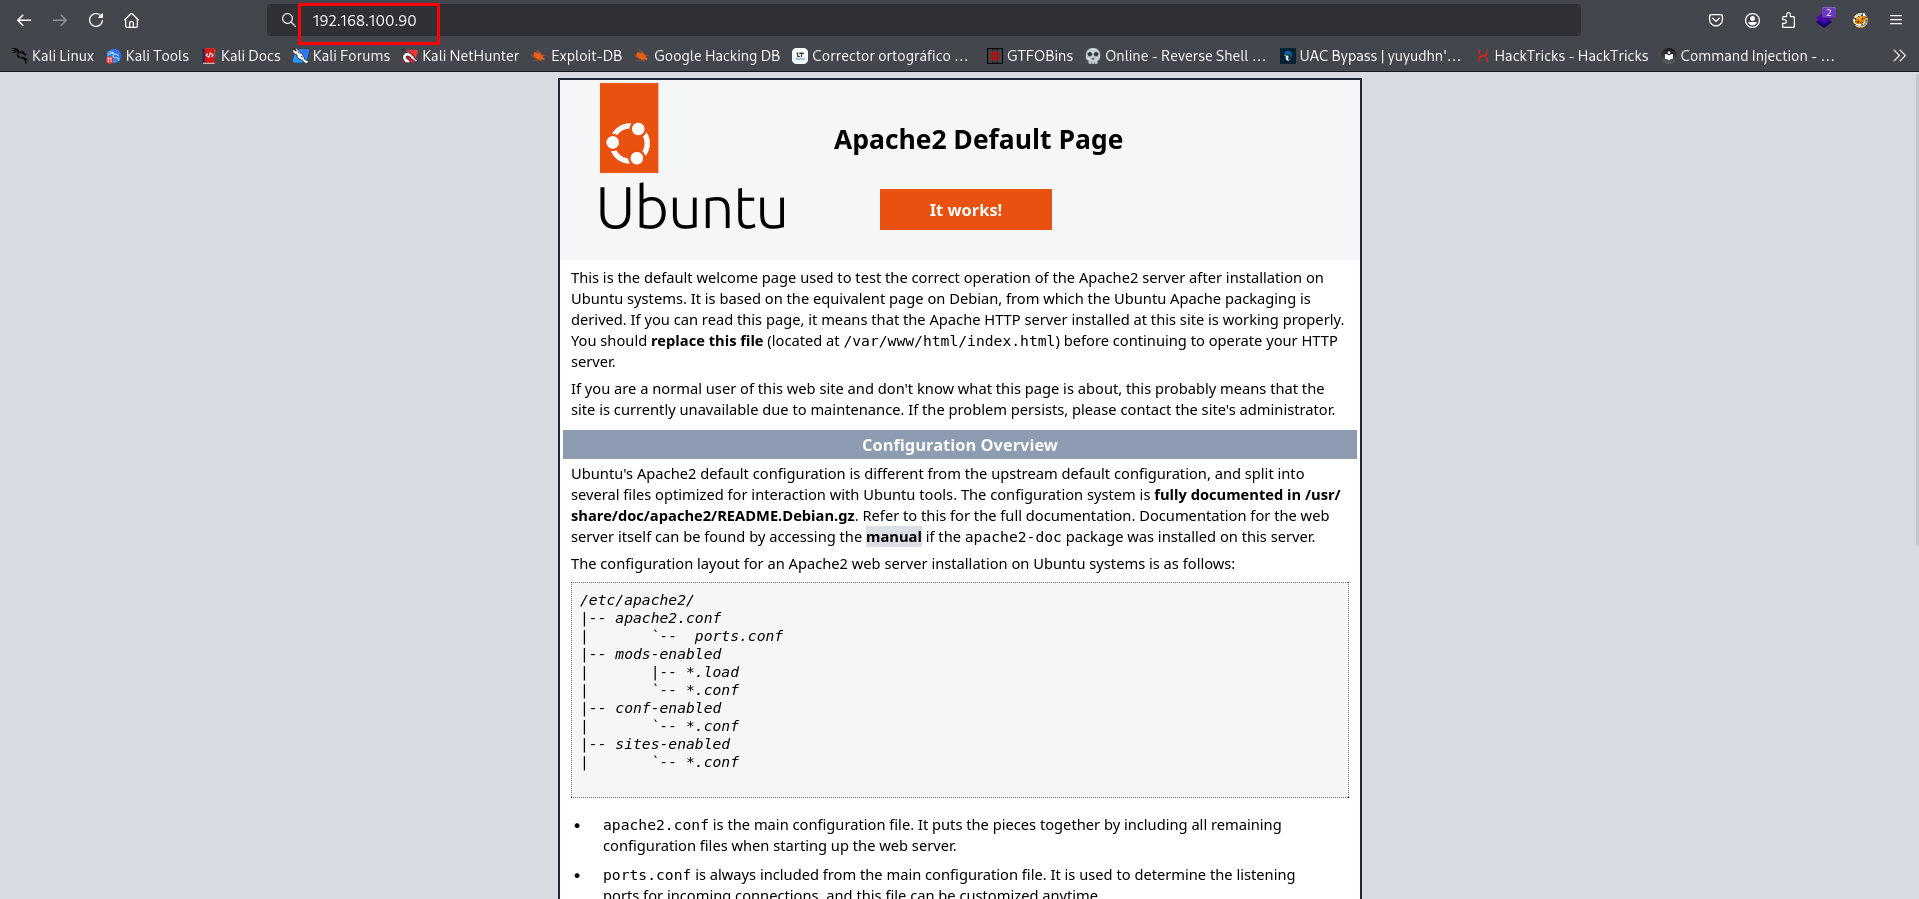 192.168.100.90
Kali Linux Kali Tools Kali Docs Kali Forums Kali NetHunter Exploit-DB Google Hacking DB Corrector ortográfico … GTFOBins Online - Reverse Shell … UAC Bypass | yuyudhn'… HackTricks - HackTricks Command Injection - …
2
Apache2 Default Page
Ubuntu
It works!
This is the default welcome page used to test the correct operation of the Apache2 server after installation on
Ubuntu systems. It is based on the equivalent page on Debian, from which the Ubuntu Apache packaging is
derived. If you can read this page, it means that the Apache HTTP server installed at this site is working properly.
You should replace this file (located at /var/www/html/index.html) before continuing to operate your HTTP
server.
If you are a normal user of this web site and don't know what this page is about, this probably means that the
site is currently unavailable due to maintenance. If the problem persists, please contact the site's administrator.
Configuration Overview
Ubuntu's Apache2 default configuration is different from the upstream default configuration, and split into
several files optimized for interaction with Ubuntu tools. The configuration system is fully documented in /usr/
share/doc/apache2/README.Debian.gz. Refer to this for the full documentation. Documentation for the web
server itself can be found by accessing the manual if the apache2-doc package was installed on this server.
The configuration layout for an Apache2 web server installation on Ubuntu systems is as follows:
/etc/apache2/
|-- apache2.conf
|       `--  ports.conf
|-- mods-enabled
|       |-- *.load
|       `-- *.conf
|-- conf-enabled
|       `-- *.conf
|-- sites-enabled
|       `-- *.conf
• apache2.conf is the main configuration file. It puts the pieces together by including all remaining
configuration files when starting up the web server.
• ports.conf is always included from the main configuration file. It is used to determine the listening
ports for incoming connections, and this file can be customized anytime.